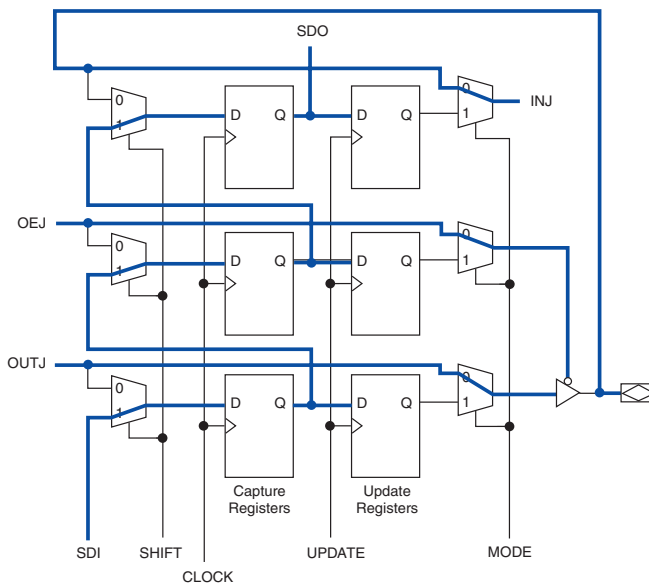 SDO
0
1
D Q
D Q
0
1
INJ
OEJ
0
1
D Q
D Q
0
1
OUTJ
0
1
D Q
D Q
0
1
Capture
Registers
Update
Registers
SDI
SHIFT
CLOCK
UPDATE
MODE